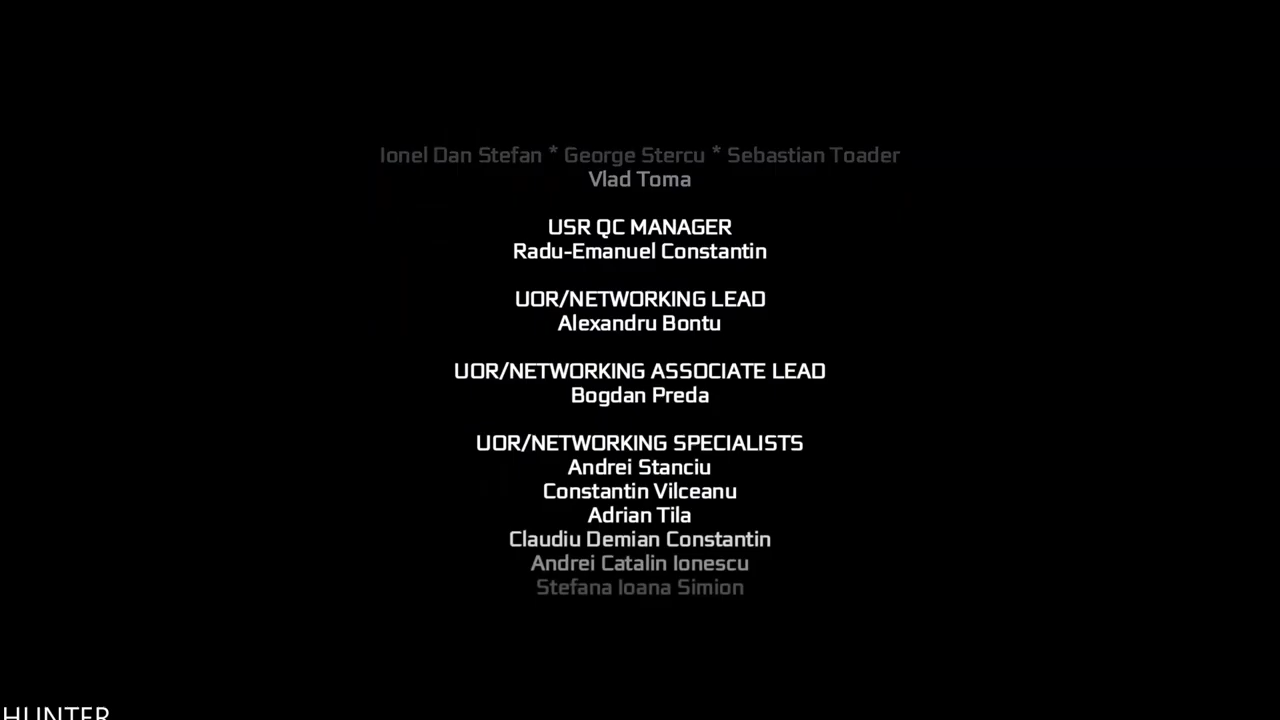 Ionel Dan Stefan * George Stercu * Sebastian Toader
Vlad Toma
USR QC MANAGER
Radu-Emanuel Constantin
UOR/NETWORKING LEAD
Alexandru Bontu
UOR/NETWORKING ASSOCIATE LEAD
Bogdan Preda
UOR/NETWORKING SPECIALISTS
Andrei Stanciu
Constantin Vilceanu
Adrian Tila
Claudiu Demian Constantin
Andrei Catalin Ionescu
Stefana Ioana Simion
HUNTER